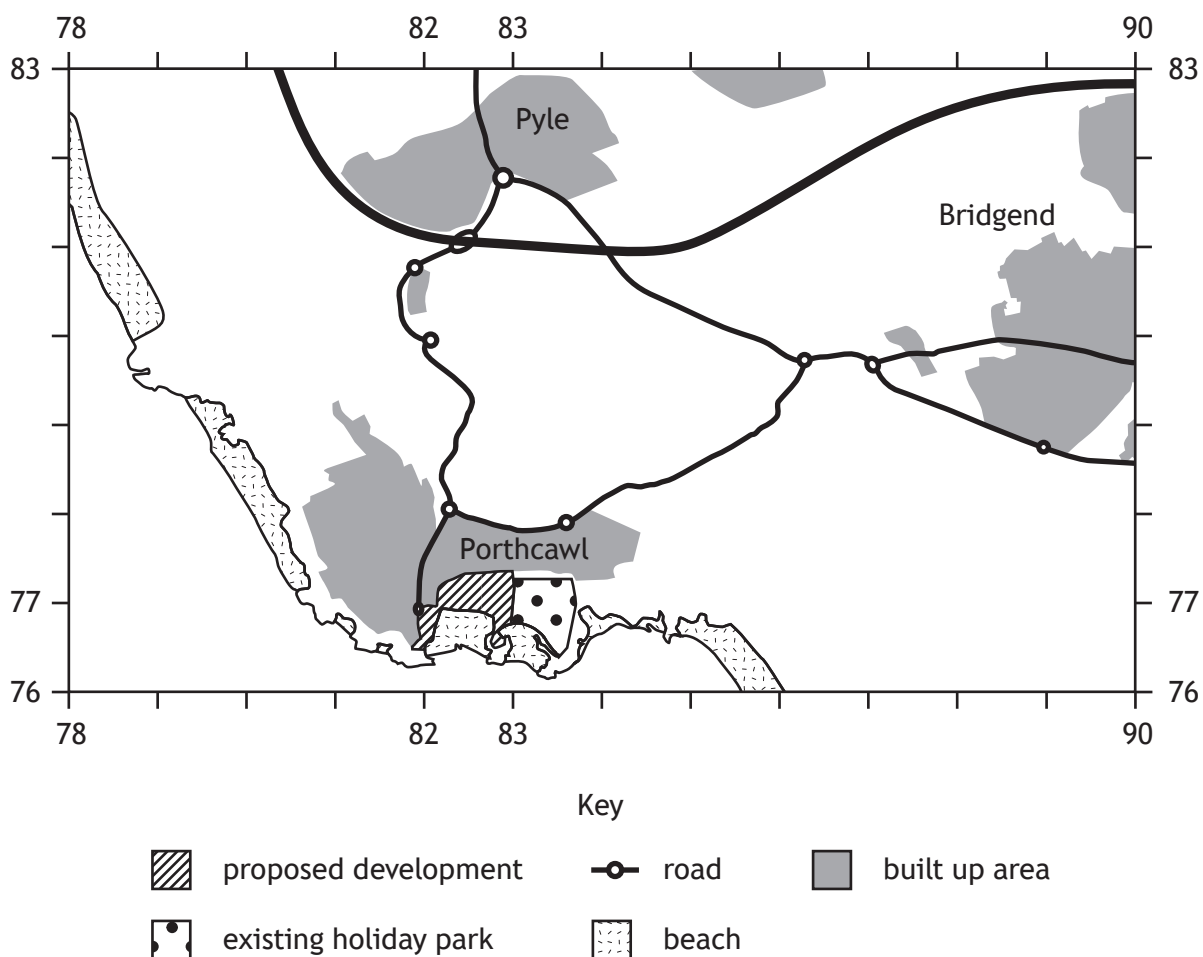 78 82 83 90
83 83
Pyle
Bridgend
Porthcawl
77 77
76 76
78 82 83 90
Key
proposed development road built up area
existing holiday park beach